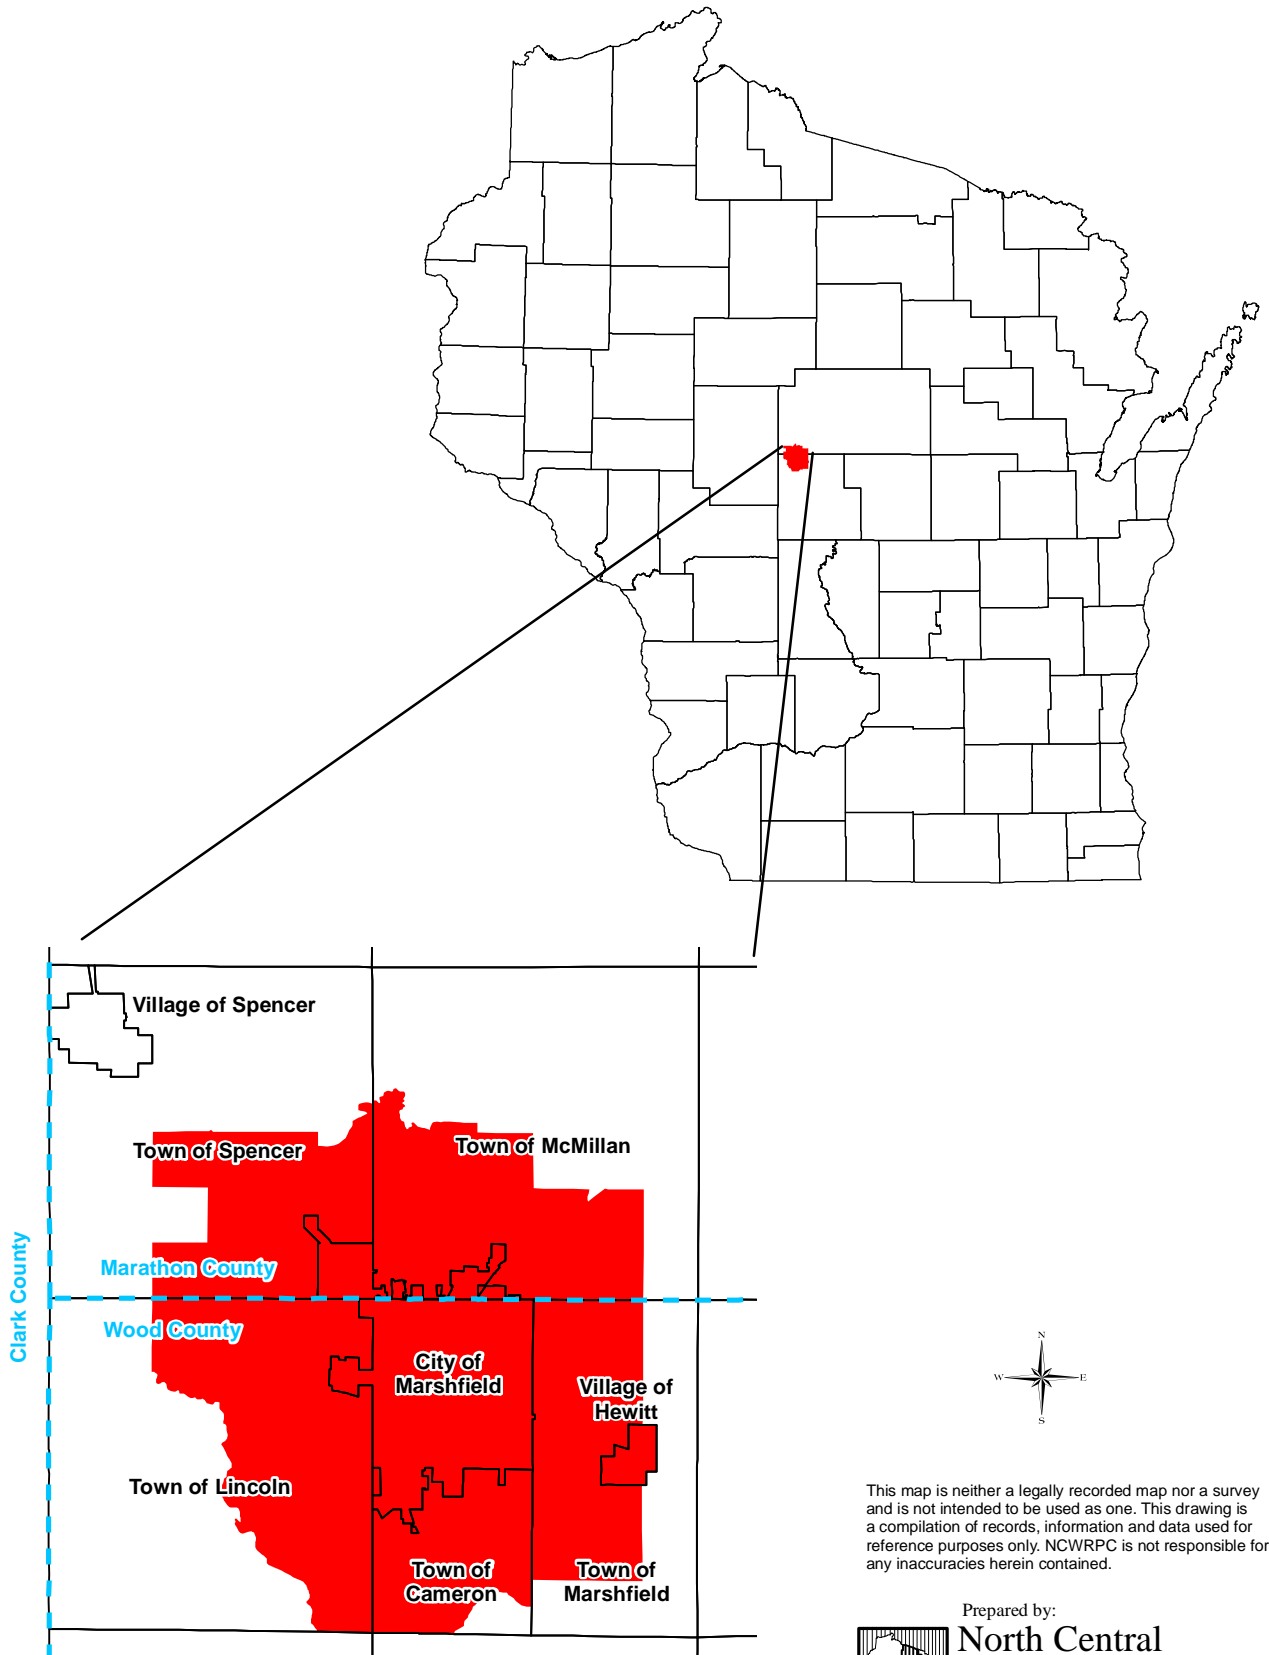 Village of Spencer
Town of Spencer
Town of McMillan
Clark County
Marathon County
Wood County
City of
Marshfield
Village of
Hewitt
Town of Lincoln
Town of
Cameron
Town of
Marshfield
N
W
E
S
This map is neither a legally recorded map nor a survey
and is not intended to be used as one. This drawing is
a compilation of records, information and data used for
reference purposes only. NCWRPC is not responsible for
any inaccuracies herein contained.
Prepared by:
North Central